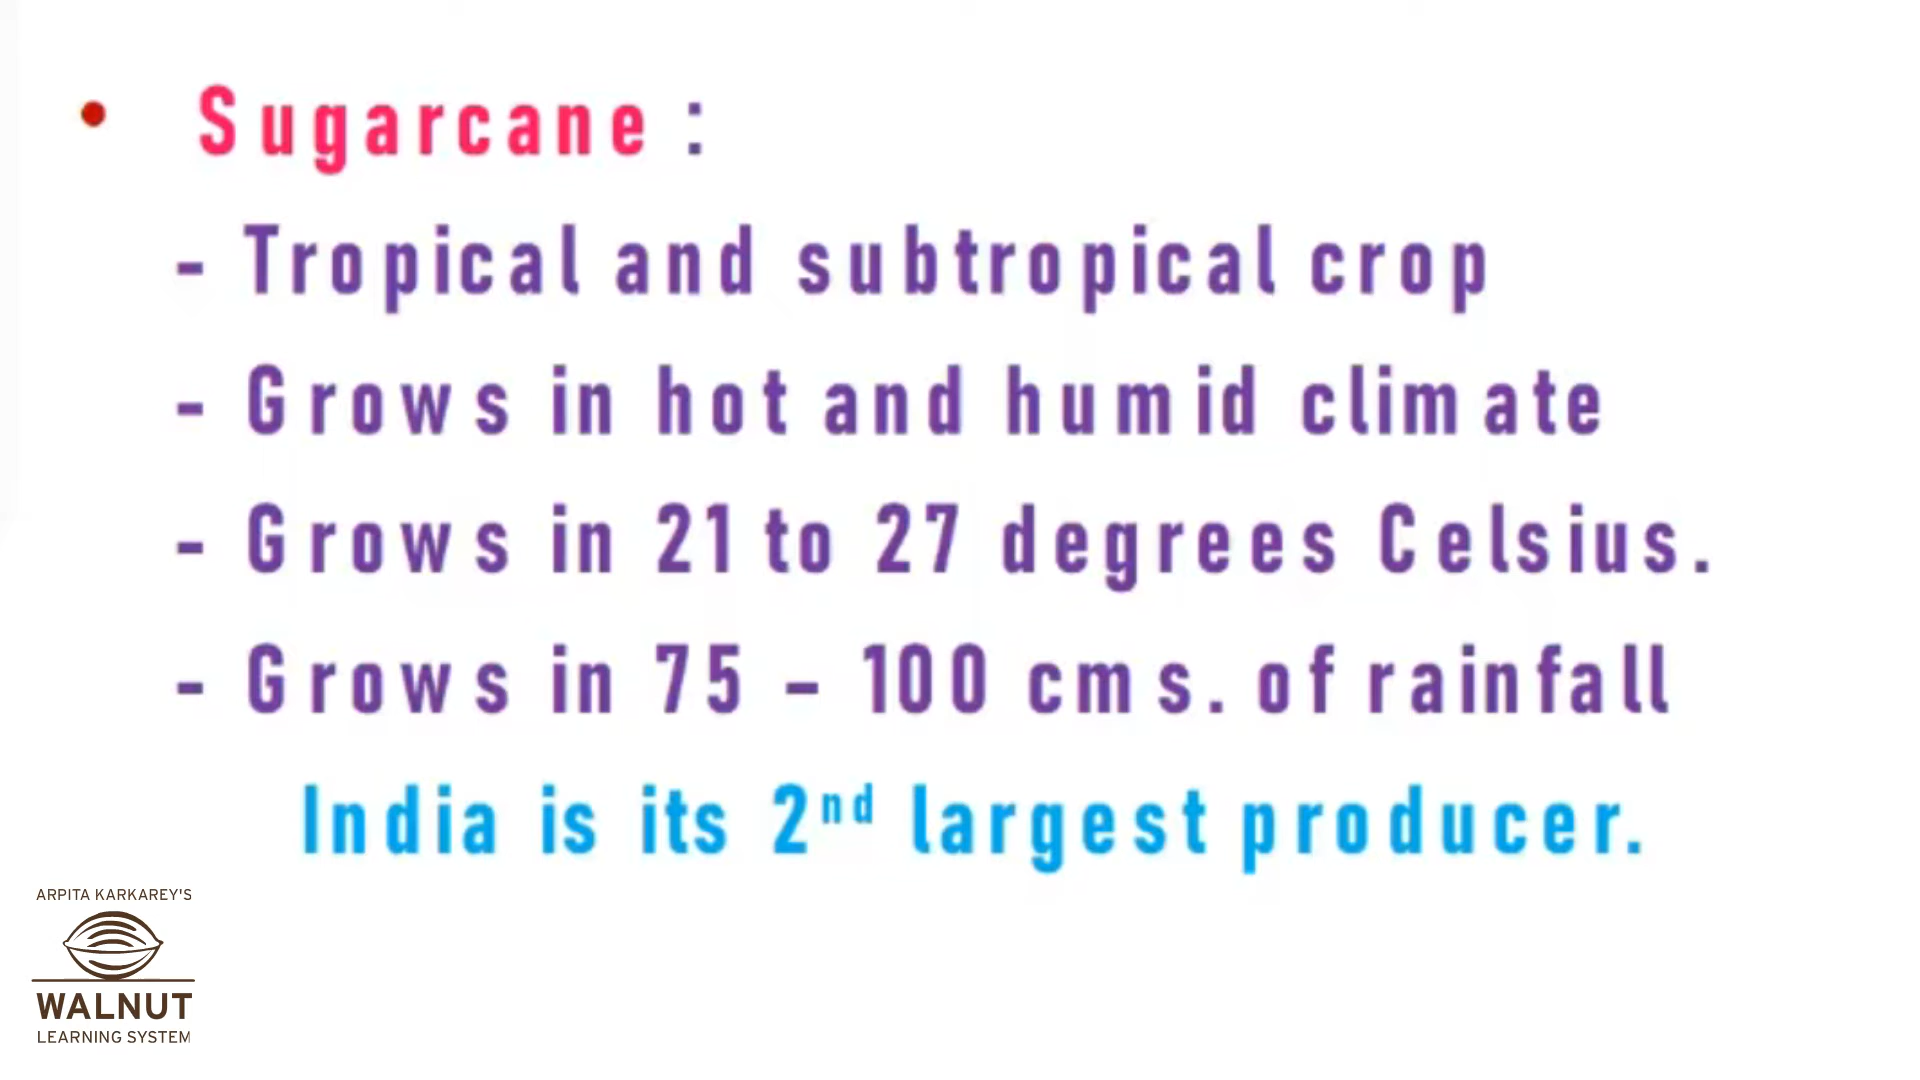 • Sugarcane :
- Tropical and subtropical crop
- Grows in hot and humid climate
- Grows in 21 to 27 degrees Celsius.
- Grows in 75 – 100 cms. of rainfall
India is its 2nd largest producer.
ARPITA KARKAREY'S
WALNUT
LEARNING SYSTEM